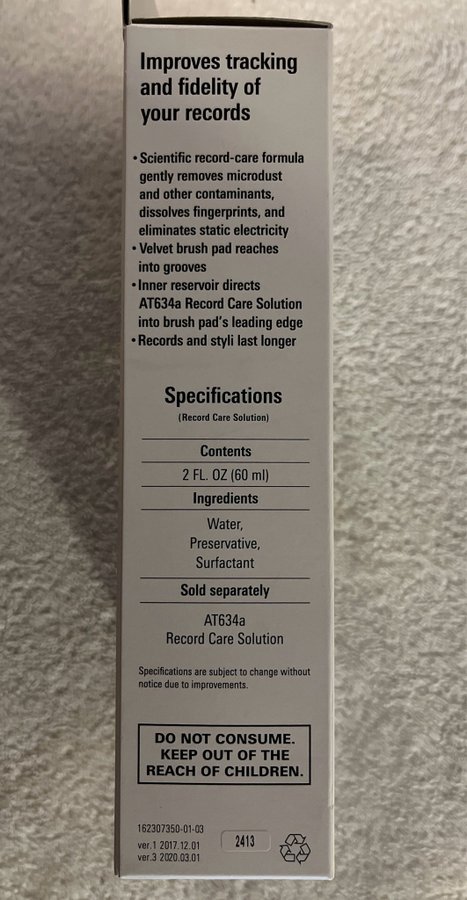 Improves tracking
and fidelity of
your records
• Scientific record-care formula
gently removes microdust
and other contaminants,
dissolves fingerprints, and
eliminates static electricity
• Velvet brush pad reaches
into grooves
• Inner reservoir directs
AT634a Record Care Solution
into brush pad's leading edge
• Records and styli last longer
Specifications
(Record Care Solution)
Contents
2 FL. OZ (60 ml)
Ingredients
Water,
Preservative,
Surfactant
Sold separately
AT634a
Record Care Solution
Specifications are subject to change without
notice due to improvements.
DO NOT CONSUME.
KEEP OUT OF THE
REACH OF CHILDREN.
162307350-01-03
ver.1 2017.12.01
ver.3 2020.03.01
2413